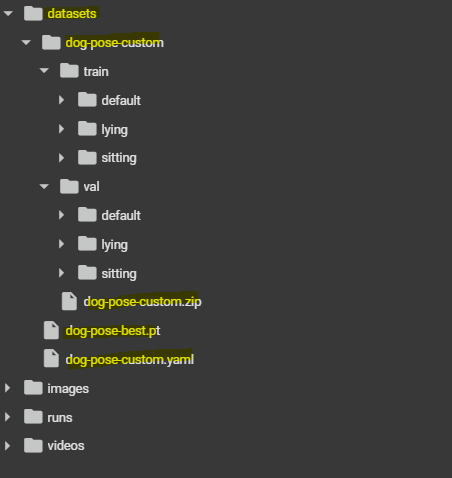 datasets
dog-pose-custom
train
default
lying
sitting
val
default
lying
sitting
dog-pose-custom.zip
dog-pose-best.pt
dog-pose-custom.yaml
images
runs
videos